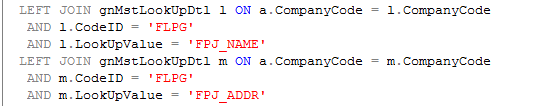 LEFT JOIN gnMstLookUpDtl l ON a.CompanyCode = l.CompanyCode
AND l.CodeID = 'FLPG'
AND l.LookUpValue = 'FPJ_NAME'
LEFT JOIN gnMstLookUpDtl m ON a.CompanyCode = m.CompanyCode
AND m.CodeID = 'FLPG'
AND m.LookUpValue = 'FPJ_ADDR'